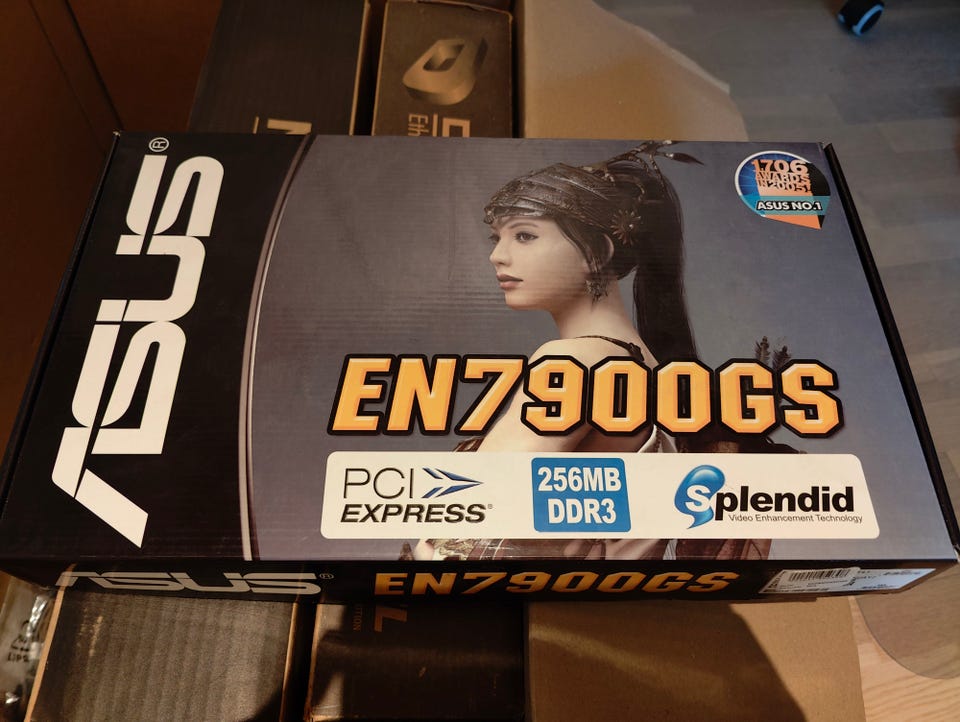 ASUS®
1706
AWARDS
IN 2005!
ASUS NO.1
EN7900GS
PCI
EXPRESS®
256MB
DDR3
Splendid
Video Enhancement Technology
ASUS®
EN7900GS